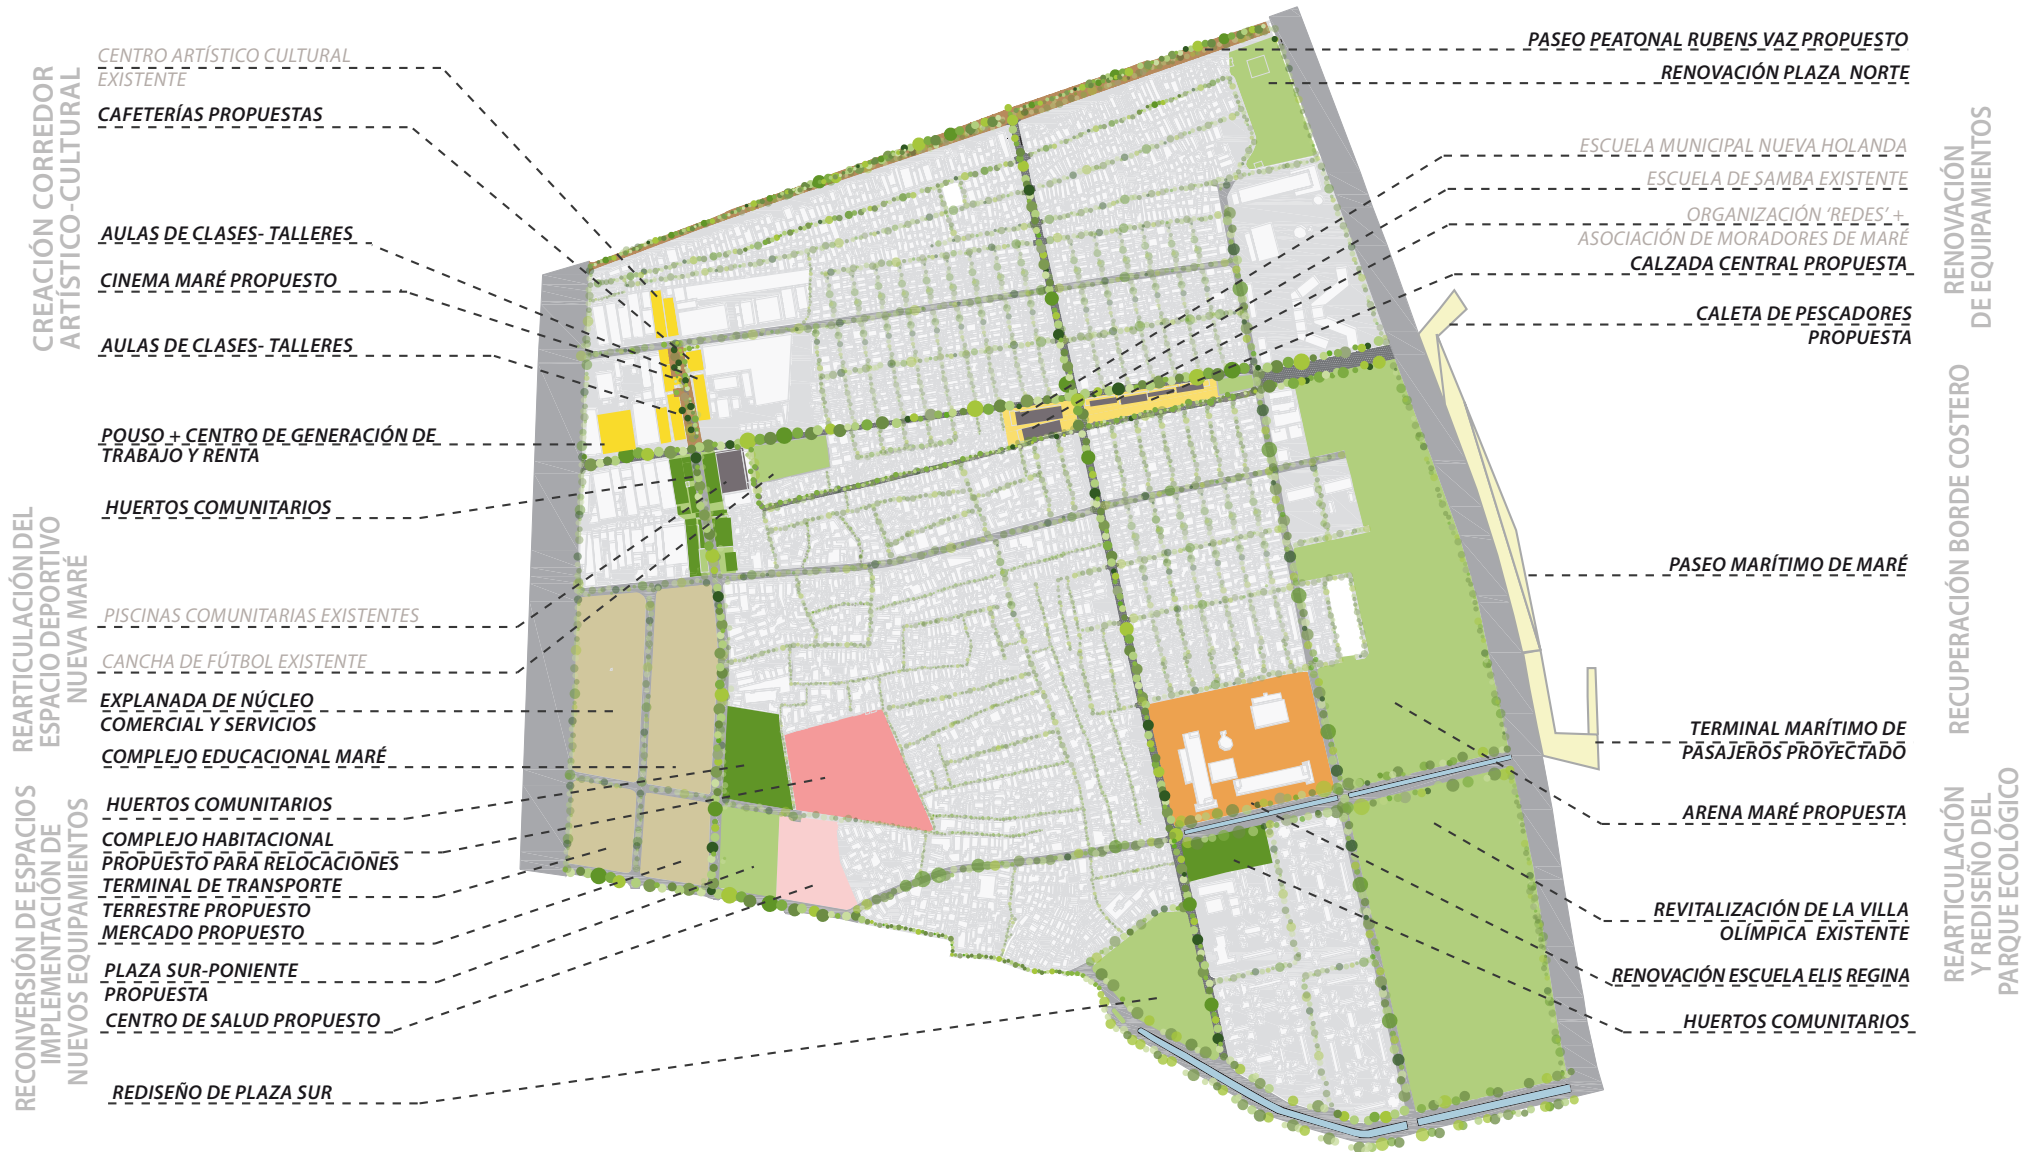 CREACIÓN CORREDOR
ARTÍSTICO-CULTURAL
CENTRO ARTÍSTICO CULTURAL
EXISTENTE
CAFETERÍAS PROPUESTAS
AULAS DE CLASES- TALLERES
CINEMA MARÉ PROPUESTO
AULAS DE CLASES- TALLERES
POUSO + CENTRO DE GENERACIÓN DE
TRABAJO Y RENTA
HUERTOS COMUNITARIOS
REARTICULACIÓN DEL
ESPACIO DEPORTIVO
NUEVA MARÉ
PISCINAS COMUNITARIAS EXISTENTES
CANCHA DE FÚTBOL EXISTENTE
EXPLANADA DE NÚCLEO
COMERCIAL Y SERVICIOS
COMPLEJO EDUCACIONAL MARÉ
RECONVERSIÓN DE ESPACIOS
IMPLEMENTACIÓN DE
NUEVOS EQUIPAMIENTOS
HUERTOS COMUNITARIOS
COMPLEJO HABITACIONAL
PROPUESTO PARA RELOCACIONES
TERMINAL DE TRANSPORTE
TERRESTRE PROPUESTO
MERCADO PROPUESTO
PLAZA SUR-PONIENTE
PROPUESTA
CENTRO DE SALUD PROPUESTO
REDISEÑO DE PLAZA SUR
PASEO PEATONAL RUBENS VAZ PROPUESTO
RENOVACIÓN PLAZA NORTE
RENOVACIÓN
DE EQUIPAMIENTOS
ESCUELA MUNICIPAL NUEVA HOLANDA
ESCUELA DE SAMBA EXISTENTE
ORGANIZACIÓN 'REDES' +
ASOCIACIÓN DE MORADORES DE MARÉ
CALZADA CENTRAL PROPUESTA
CALETA DE PESCADORES
PROPUESTA
RECUPERACIÓN BORDE COSTERO
PASEO MARÍTIMO DE MARÉ
TERMINAL MARÍTIMO DE
PASAJEROS PROYECTADO
REARTICULACIÓN
Y REDISEÑO DEL
PARQUE ECOLÓGICO
ARENA MARÉ PROPUESTA
REVITALIZACIÓN DE LA VILLA
OLÍMPICA EXISTENTE
RENOVACIÓN ESCUELA ELIS REGINA
HUERTOS COMUNITARIOS